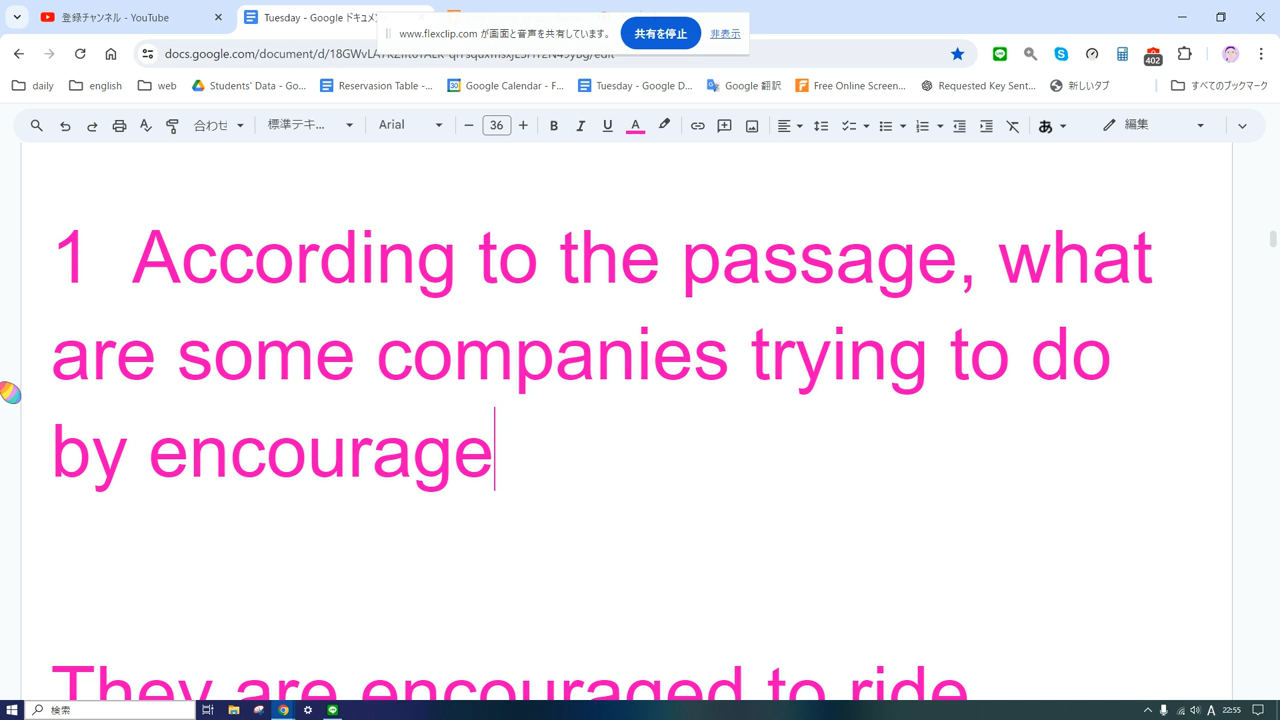 登録チャンネル - YouTube
Tuesday - Google ドキュメン
www.flexclip.com が画面と音声を共有しています。
共有を停止
非表示
402
daily
english
web
Students' Data - Go...
Reservasion Table -...
Google Calendar - F...
Tuesday - Google D...
Google 翻訳
Free Online Screen...
Requested Key Sent...
新しいタブ
すべてのブックマーク
合わせ
標準テキ...
Arial
36
編集
1 According to the passage, what
are some companies trying to do
by encourage
They are encouraged to ride
検索
A
22:55